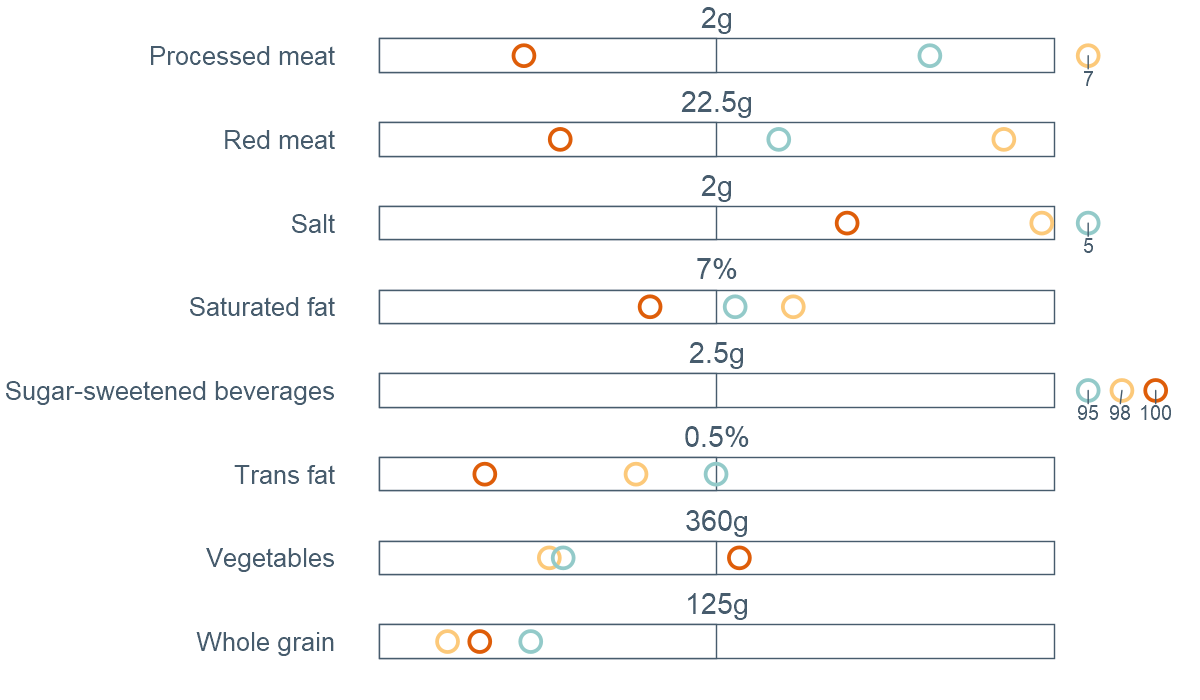 2g
Processed meat
7
22.5g
Red meat
2g
Salt
5
7%
Saturated fat
2.5g
Sugar-sweetened beverages
95 98 100
0.5%
Trans fat
360g
Vegetables
125g
Whole grain